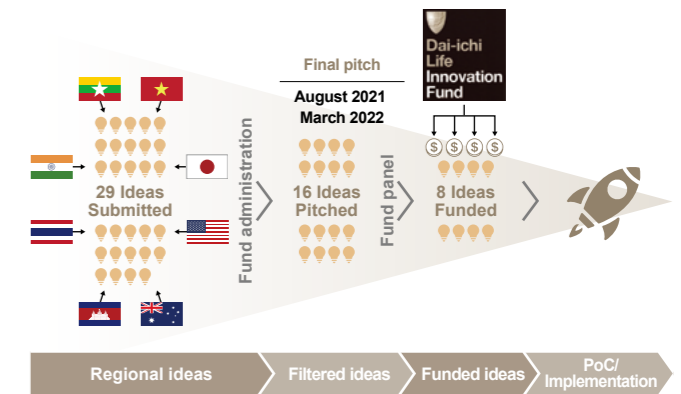 Final pitch
August 2021
March 2022
Dai-ichi
Life
Innovation
Fund
$ $ $ $
29 Ideas
Submitted
Fund administration
16 Ideas
Pitched
Fund panel
8 Ideas
Funded
Regional ideas
Filtered ideas
Funded ideas
PoC/
Implementation